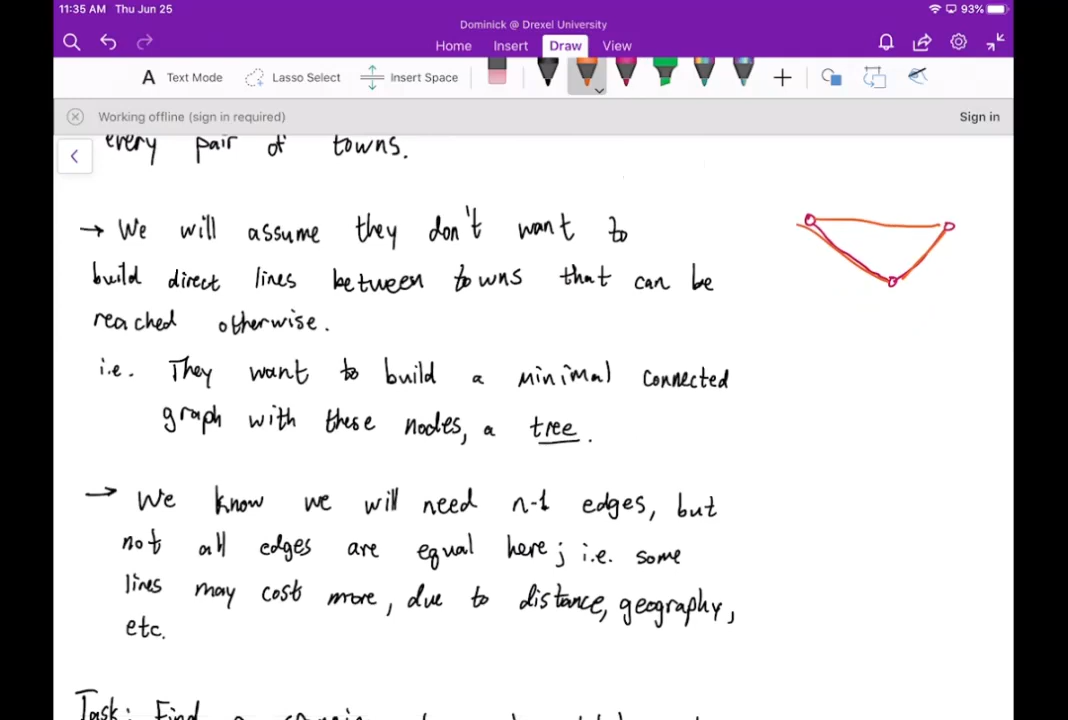 11:35 AM Thu Jun 25
93%
Dominick @ Drexel University
Home Insert Draw View
Text Mode Lasso Select Insert Space
Working offline (sign in required) Sign in
every pair of towns.
→ We will assume they don't want to
build direct lines between towns that can be
reached otherwise.
i.e. They want to build a minimal connected
graph with these nodes, a tree.
→ We know we will need n-1 edges, but
not all edges are equal here; i.e. some
lines may cost more, due to distance, geography,
etc.
Task: Find a